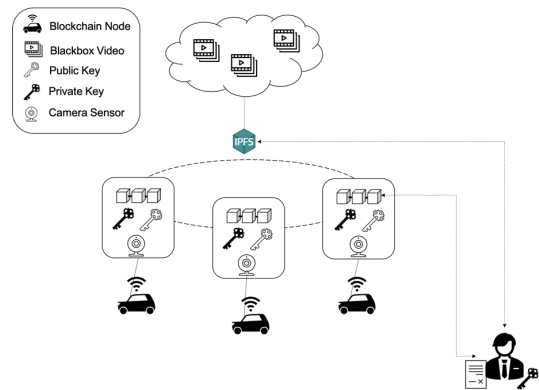 Blockchain Node
Blackbox Video
Public Key
Private Key
Camera Sensor
IPFS